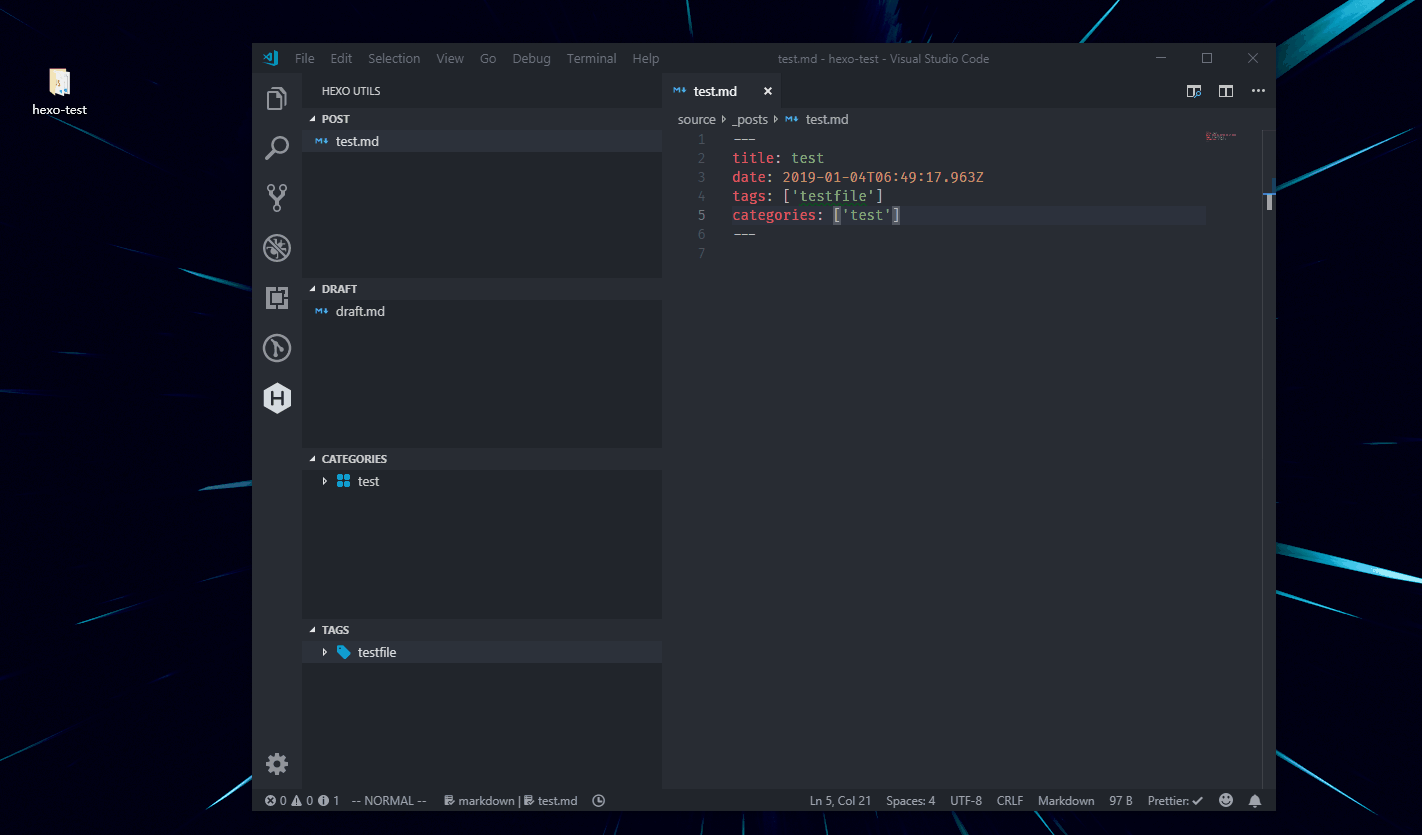 hexo-test
File Edit Selection View Go Debug Terminal Help test.md - hexo-test - Visual Studio Code
HEXO UTILS
POST
test.md
DRAFT
draft.md
CATEGORIES
test
TAGS
testfile
test.md
source _posts test.md
1 ---
2 title: test
3 date: 2019-01-04T06:49:17.963Z
4 tags: ['testfile']
5 categories: ['test']
6 ---
7
0 0 1 -- NORMAL -- markdown | test.md Ln 5, Col 21 Spaces: 4 UTF-8 CRLF Markdown 97 B Prettier: ✓